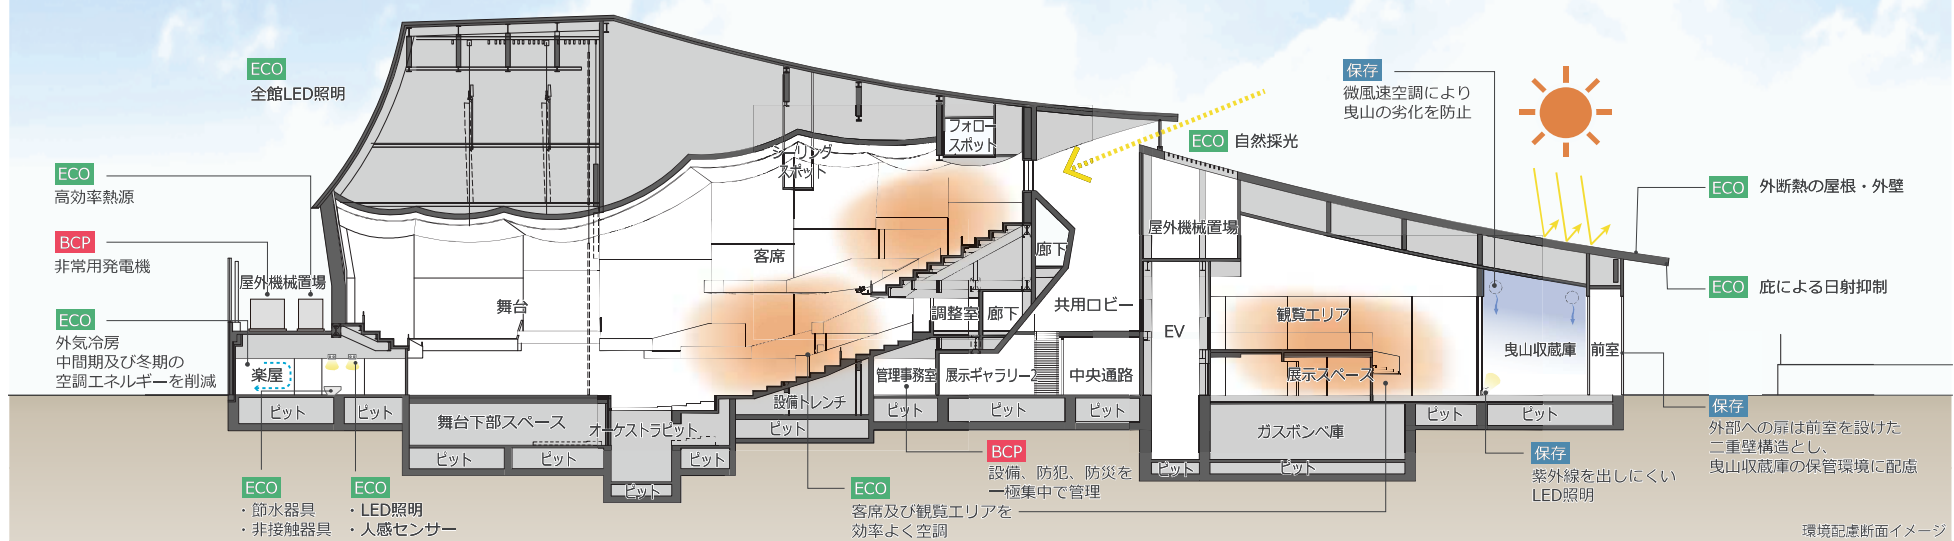 ECO
全館LED照明
ECO
高効率熱源
BCP
非常用発電機
屋外機械置場
ECO
外気冷房
中間期及び冬期の
空調エネルギーを削減
楽屋
ピット
ピット
ECO
・節水器具
・非接触器具
ECO
・LED照明
・人感センサー
舞台
舞台下部スペース
ピット
ピット
オーケストラピット
ピット
ピット
シーリング
スポット
フォロー
スポット
客席
設備トレンチ
ピット
廊下
調整室
廊下
共用ロビー
管理事務室
展示ギャラリー2
中央通路
ピット
ピット
ピット
BCP
設備、防犯、防災を
一極集中で管理
ECO
客席及び観覧エリアを
効率よく空調
ECO 自然採光
屋外機械置場
EV
ピット
観覧エリア
展示スペース
ガスボンベ庫
ピット
ピット
ピット
保存
微風速空調により
曳山の劣化を防止
曳山収蔵庫
前室
ECO 外断熱の屋根・外壁
ECO 庇による日射抑制
保存
外部への扉は前室を設けた
二重壁構造とし、
曳山収蔵庫の保管環境に配慮
保存
紫外線を出しにくい
LED照明
環境配慮断面イメージ